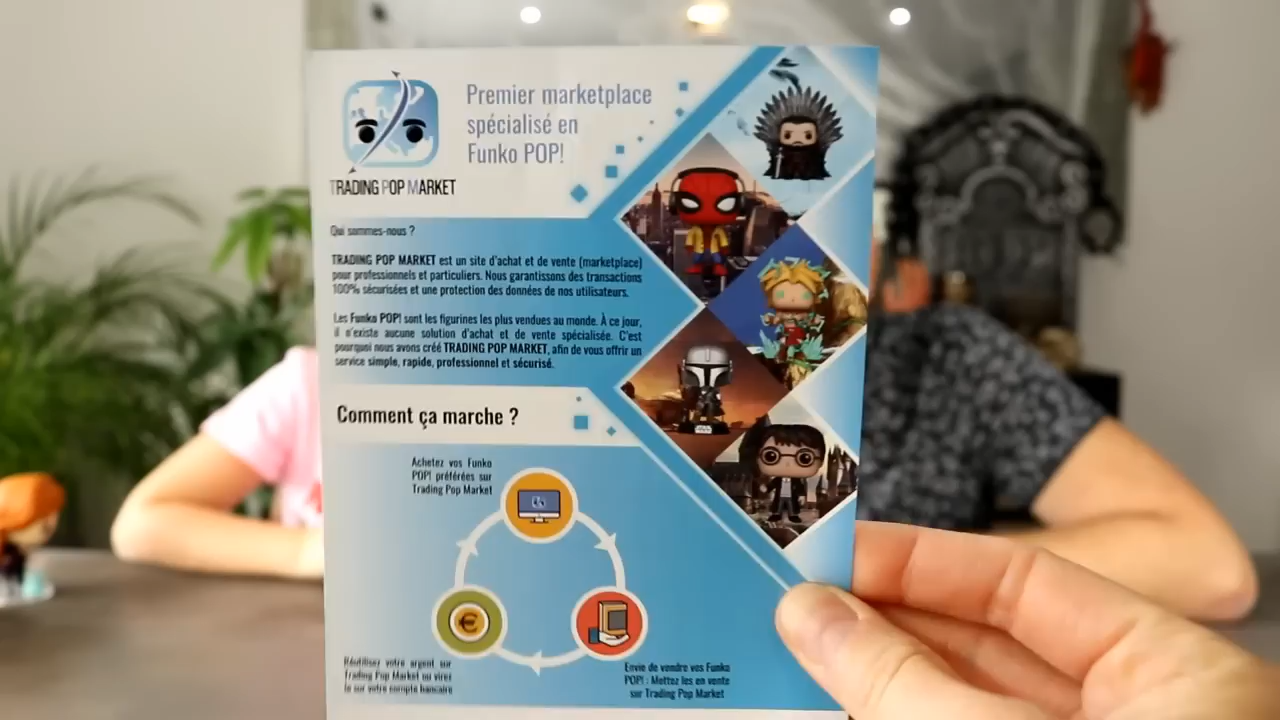 Premier marketplace
spécialisé en
Funko POP!
TRADING POP MARKET
Qui sommes-nous ?
TRADING POP MARKET est un site d'achat et de vente (marketplace)
pour professionnels et particuliers. Nous garantissons des transactions
100% sécurisées et une protection des données de nos utilisateurs.
Les Funko POP! sont les figurines les plus vendues au monde. À ce jour,
il n'existe aucune solution d'achat et de vente spécialisée. C'est
pourquoi nous avons créé TRADING POP MARKET, afin de vous offrir un
service simple, rapide, professionnel et sécurisé.
Comment ça marche ?
Achetez vos Funko
POP! préférées sur
Trading Pop Market
Envie de vendre vos Funko
POP! : Mettez les en vente
sur Trading Pop Market
Réutilisez votre argent sur
Trading Pop Market ou virez
le sur votre compte bancaire